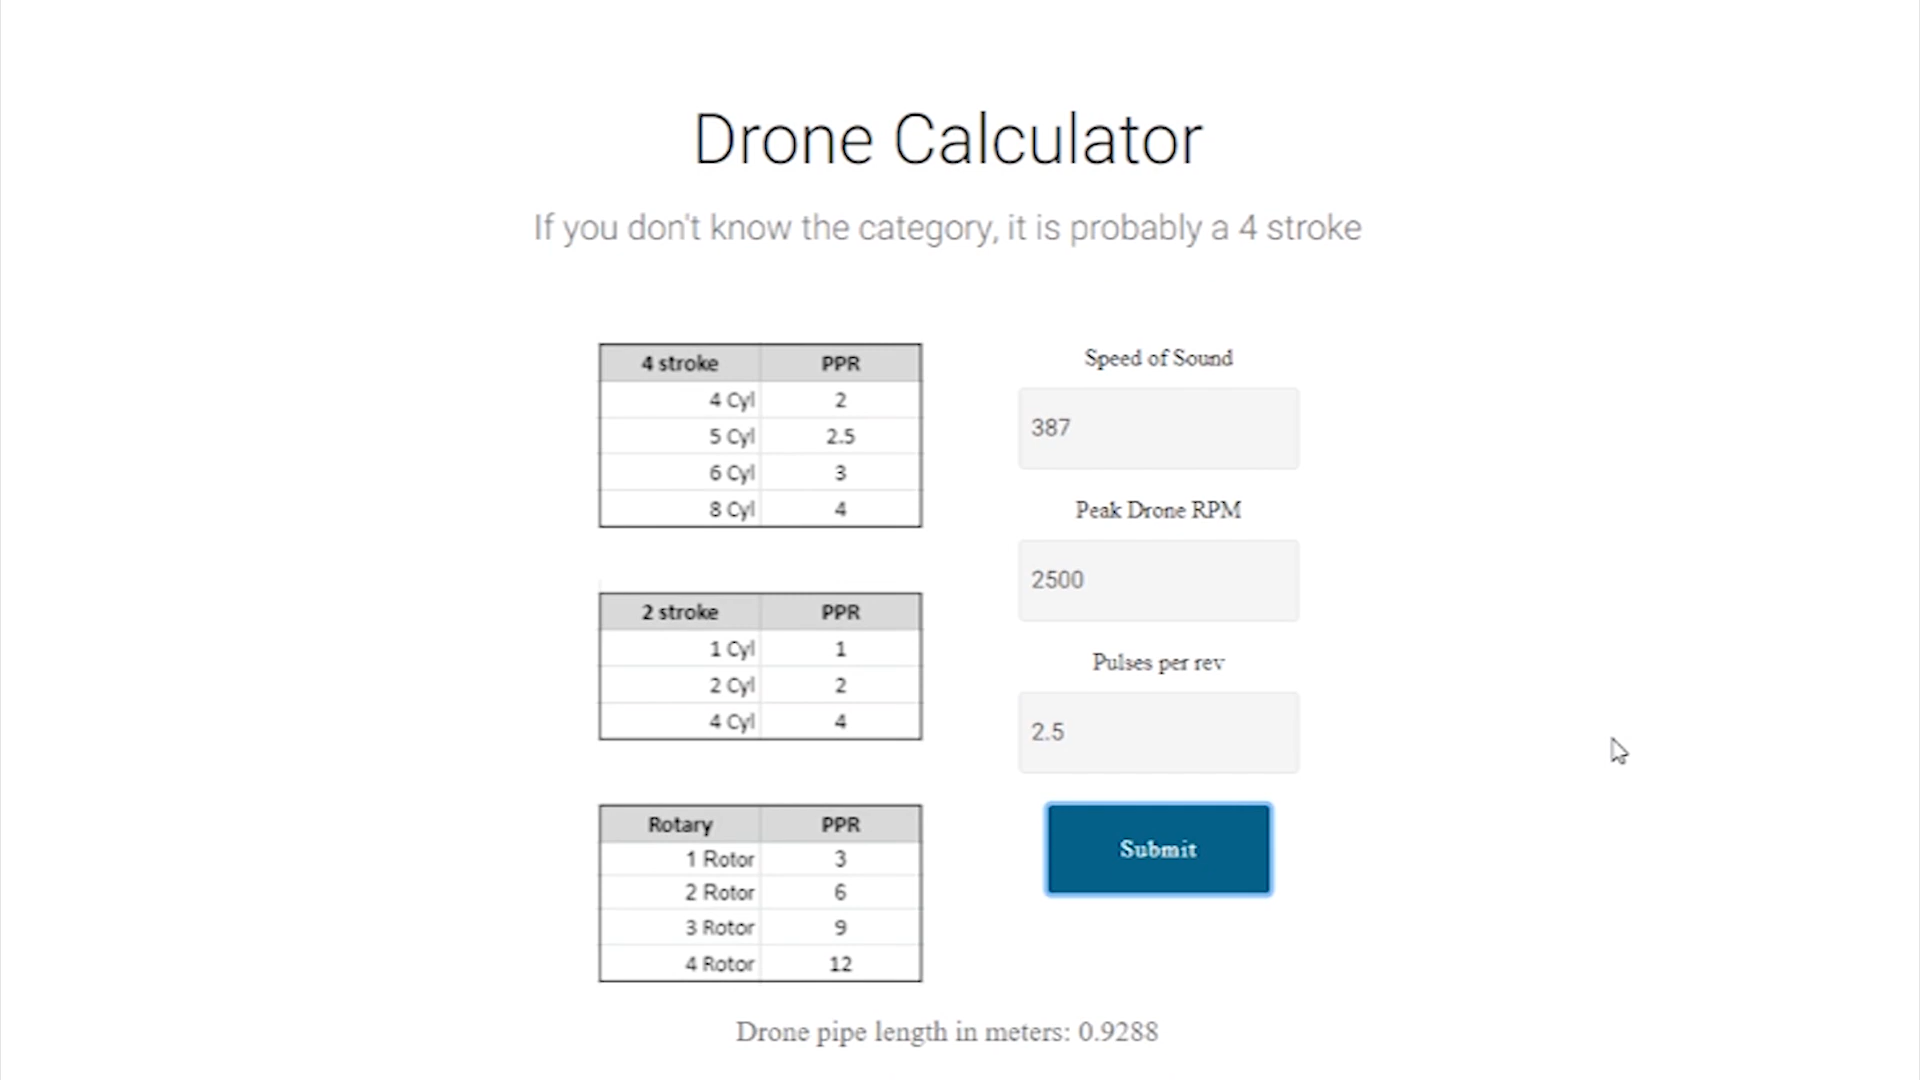 Drone Calculator
If you don't know the category, it is probably a 4 stroke
4 stroke PPR
4 Cyl 2
5 Cyl 2.5
6 Cyl 3
8 Cyl 4
2 stroke PPR
1 Cyl 1
2 Cyl 2
4 Cyl 4
Rotary PPR
1 Rotor 3
2 Rotor 6
3 Rotor 9
4 Rotor 12
Speed of Sound
387
Peak Drone RPM
2500
Pulses per rev
2.5
Submit
Drone pipe length in meters: 0.9288